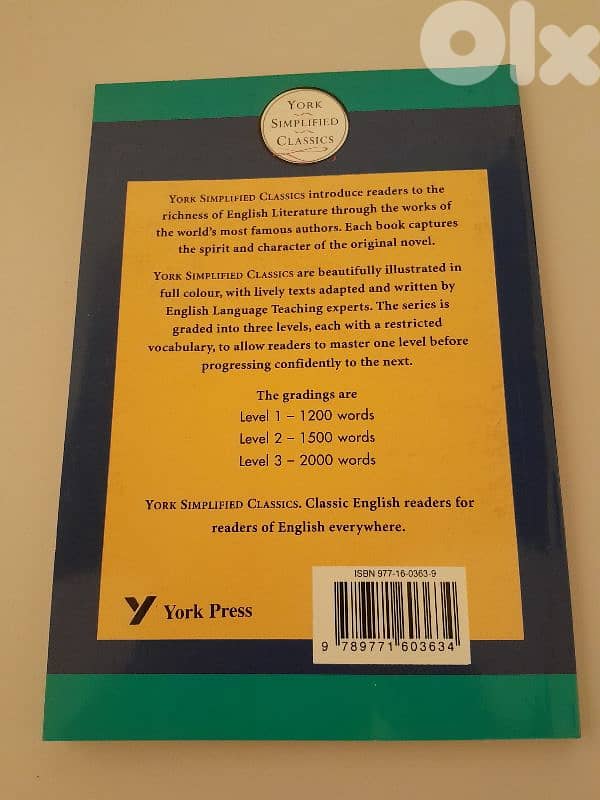 olx
YORK
SIMPLIFIED
CLASSICS
YORK SIMPLIFIED CLASSICS introduce readers to the
richness of English Literature through the works of
the world's most famous authors. Each book captures
the spirit and character of the original novel.
YORK SIMPLIFIED CLASSICS are beautifully illustrated in
full colour, with lively texts adapted and written by
English Language Teaching experts. The series is
graded into three levels, each with a restricted
vocabulary, to allow readers to master one level before
progressing confidently to the next.
The gradings are
Level 1 – 1200 words
Level 2 – 1500 words
Level 3 – 2000 words
YORK SIMPLIFIED CLASSICS. Classic English readers for
readers of English everywhere.
ISBN 977-16-0363-9
York Press
9 789771 603634